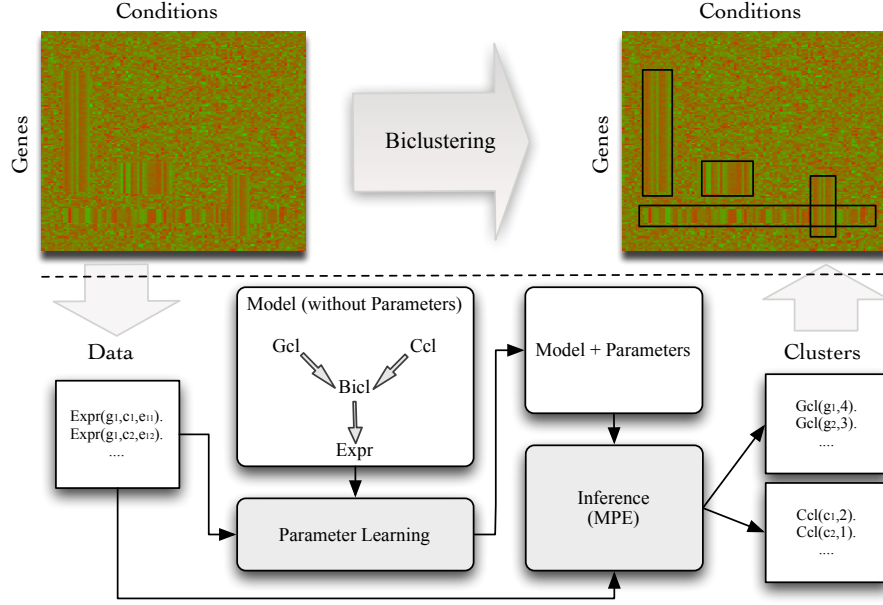 Conditions
Conditions
Genes
Biclustering
Genes
Model (without Parameters)
Gcl
Ccl
Bicl
Expr
Model + Parameters
Data
Clusters
Expr(g1,c1,e11).
Expr(g1,c2,e12).
....
Gcl(g1,4).
Gcl(g2,3).
....
Parameter Learning
Inference
(MPE)
Ccl(c1,2).
Ccl(c2,1).
....